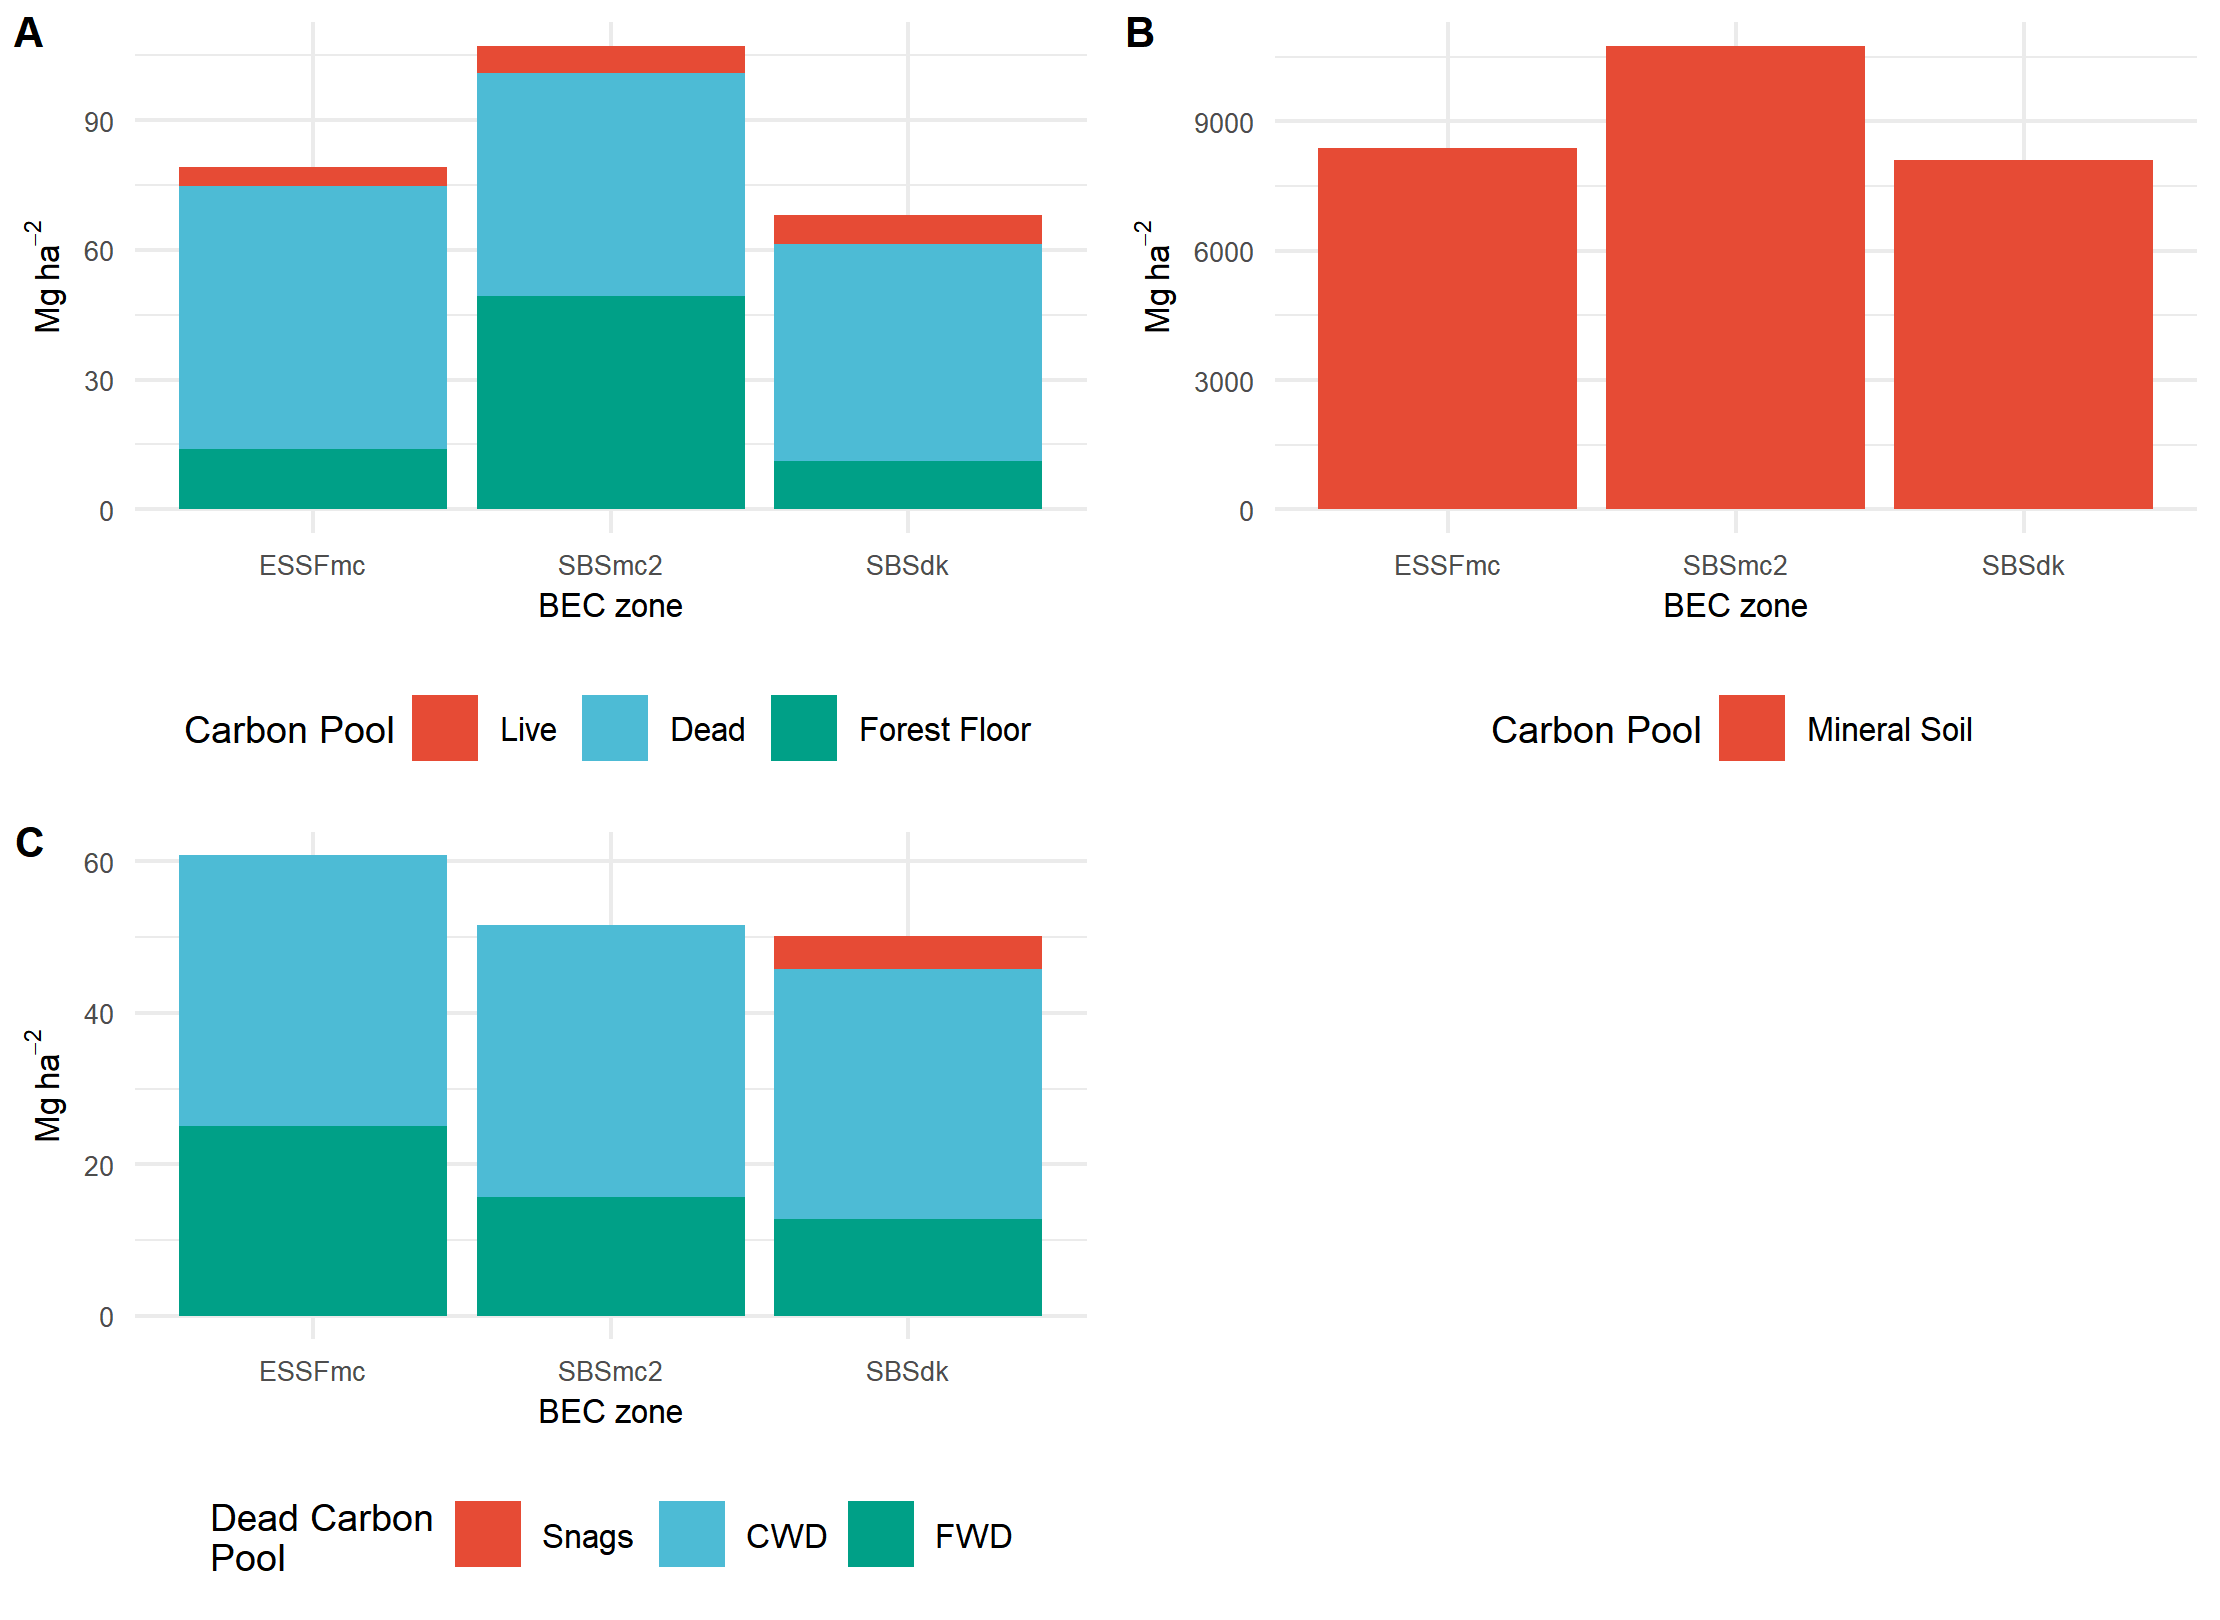 A
90
60
30
0
Mg ha⁻²
ESSFmc SBSmc2 SBSdk
BEC zone
Carbon Pool Live Dead Forest Floor
B
9000
6000
3000
0
Mg ha⁻²
ESSFmc SBSmc2 SBSdk
BEC zone
Carbon Pool Mineral Soil
C
60
40
20
0
Mg ha⁻²
ESSFmc SBSmc2 SBSdk
BEC zone
Dead Carbon
Pool
Snags CWD FWD